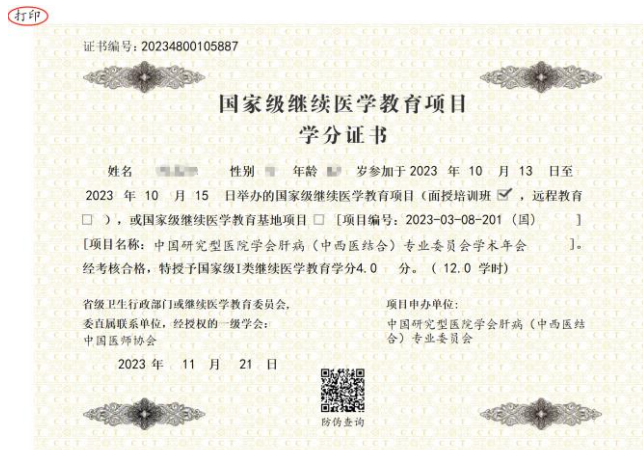 打印
证书编号: 20234800105887
国家级继续医学教育项目
学分证书
姓名 性别 年龄 岁参加于 2023 年 10 月 13 日至
2023 年 10 月 15 日举办的国家级继续医学教育项目（面授培训班 ☑ ，远程教育
□ ），或国家级继续医学教育基地项目 □ [项目编号: 2023-03-08-201 （国） ]
[项目名称: 中国研究型医院学会肝病（中西医结合）专业委员会学术年会 ]。
经考核合格，特授予国家级I类继续医学教育学分4.0 分。（ 12.0 学时）
省级卫生行政部门或继续医学教育委员会，
委直属联系单位，经授权的一级学会:
中国医师协会
2023 年 11 月 21 日
项目申办单位:
中国研究型医院学会肝病（中西医结
合）专业委员会
防伪查询